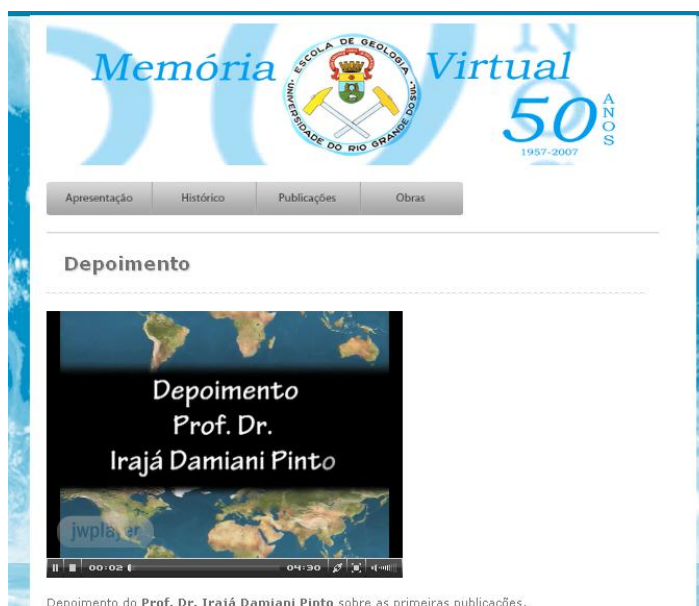 Memória Virtual
ESCOLA DE GEOLOGIA
UNIVERSIDADE DO RIO GRANDE DO SUL
50 ANOS
1957-2007
Apresentação Histórico Publicações Obras
Depoimento
Depoimento
Prof. Dr.
Irajá Damiani Pinto
jwplayer
00:02 04:30
Depoimento do Prof. Dr. Irajá Damiani Pinto sobre as primeiras publicações.